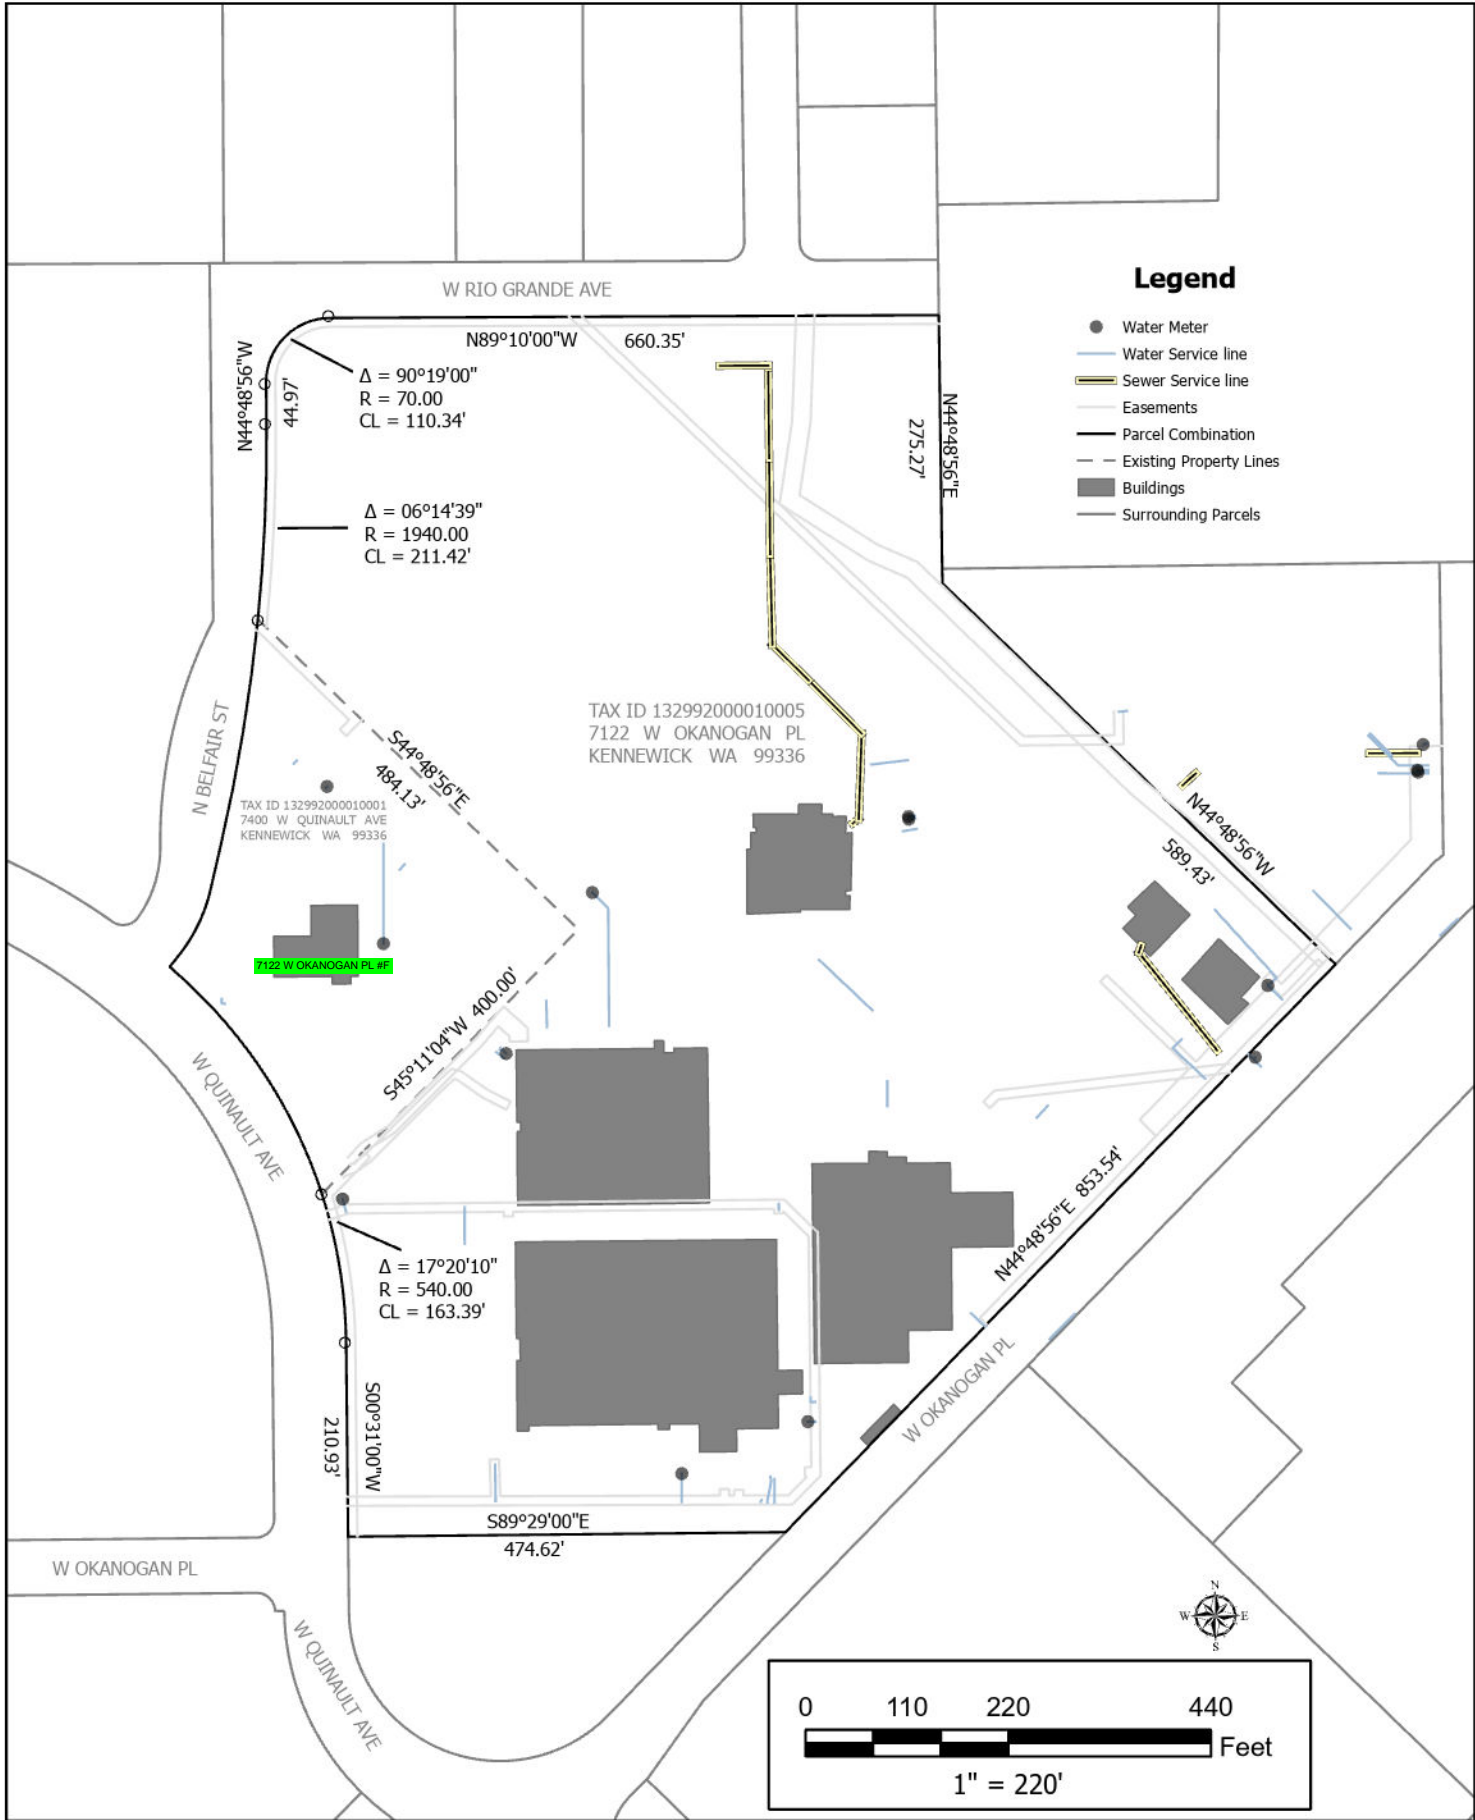 W RIO GRANDE AVE
N89°10'00"W 660.35'
Legend
Water Meter
Water Service line
Sewer Service line
Easements
Parcel Combination
Existing Property Lines
Buildings
Surrounding Parcels
N44°48'56"W
44.97'
Δ = 90°19'00"
R = 70.00
CL = 110.34'
N44°48'56"E
275.27'
Δ = 06°14'39"
R = 1940.00
CL = 211.42'
N BELFAIR ST
S44°48'56"E
484.13'
TAX ID 132992000010005
7122 W OKANOGAN PL
KENNEWICK WA 99336
TAX ID 132992000010001
7400 W QUINAULT AVE
KENNEWICK WA 99336
N44°48'56"W
589.43'
7122 W OKANOGAN PL #F
S45°11'04"W 400.00'
W QUINAULT AVE
N44°48'56"E 853.54'
Δ = 17°20'10"
R = 540.00
CL = 163.39'
W OKANOGAN PL
S00°31'00"W
210.93'
S89°29'00"E
474.62'
W OKANOGAN PL
W QUINAULT AVE
N
W E
S
0 110 220 440
Feet
1" = 220'